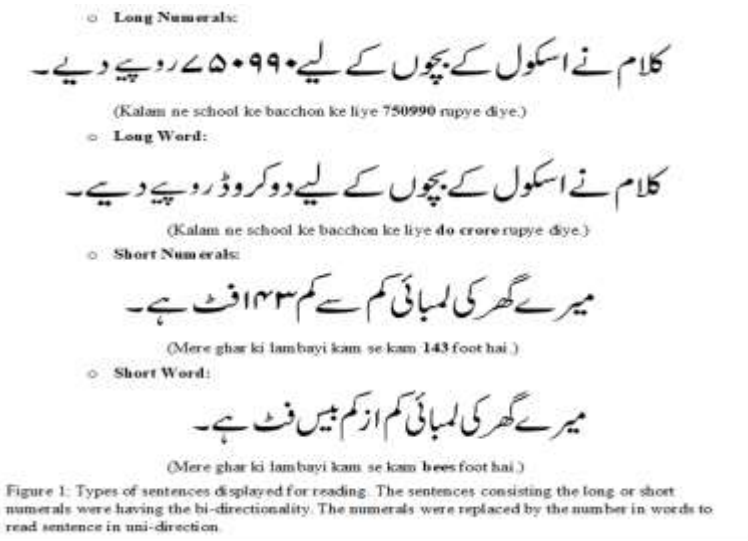 o Long Numerals:
کلام نے اسکول کے بچوں کے لیے ۷۵۰۹۹۰ روپیے دیے۔
(Kalam ne school ke bacchon ke liye 750990 rupye diye.)
o Long Word:
کلام نے اسکول کے بچوں کے لیے دو کروڈ روپیے دیے۔
(Kalam ne school ke bacchon ke liye do crore rupye diye.)
o Short Numerals:
میرے گھر کی لمبائی کم سے کم ۱۴۳ فٹ ہے۔
(Mere ghar ki lambayi kam se kam 143 foot hai.)
o Short Word:
میرے گھر کی لمبائی کم از کم بیس فٹ ہے۔
(Mere ghar ki lambayi kam se kam bees foot hai.)
Figure 1: Types of sentences displayed for reading. The sentences consisting the long or short
numerals were having the bi-directionality. The numerals were replaced by the number in words to
read sentence in uni-direction.